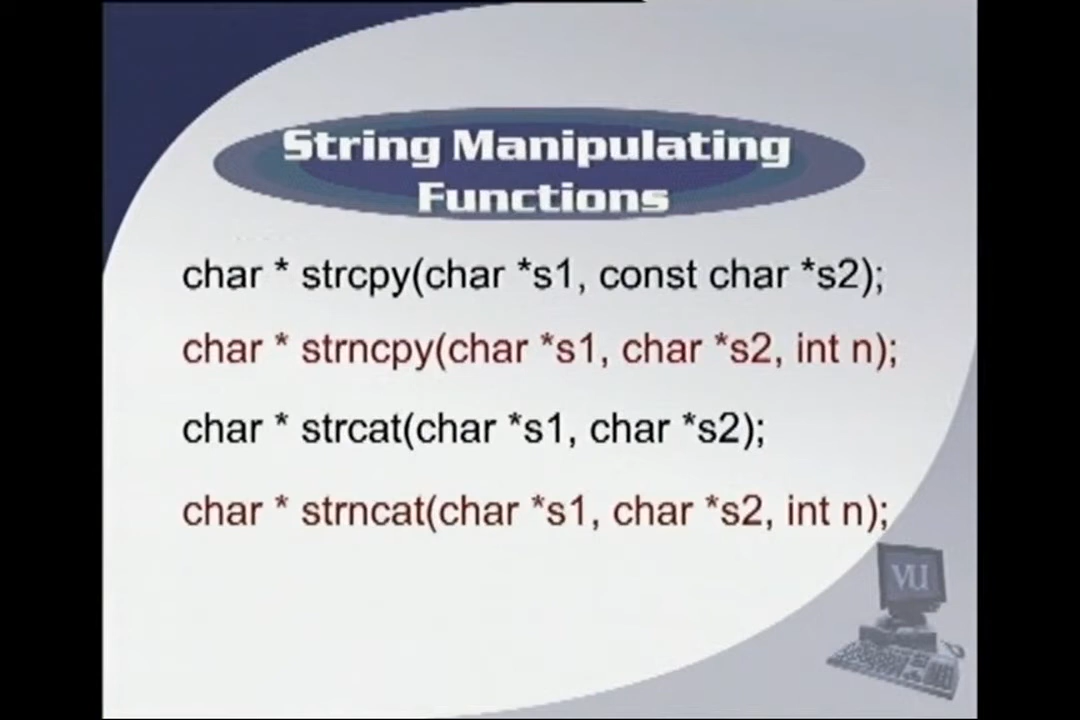 String Manipulating
Functions
char * strcpy(char *s1, const char *s2);
char * strncpy(char *s1, char *s2, int n);
char * strcat(char *s1, char *s2);
char * strncat(char *s1, char *s2, int n);
VU